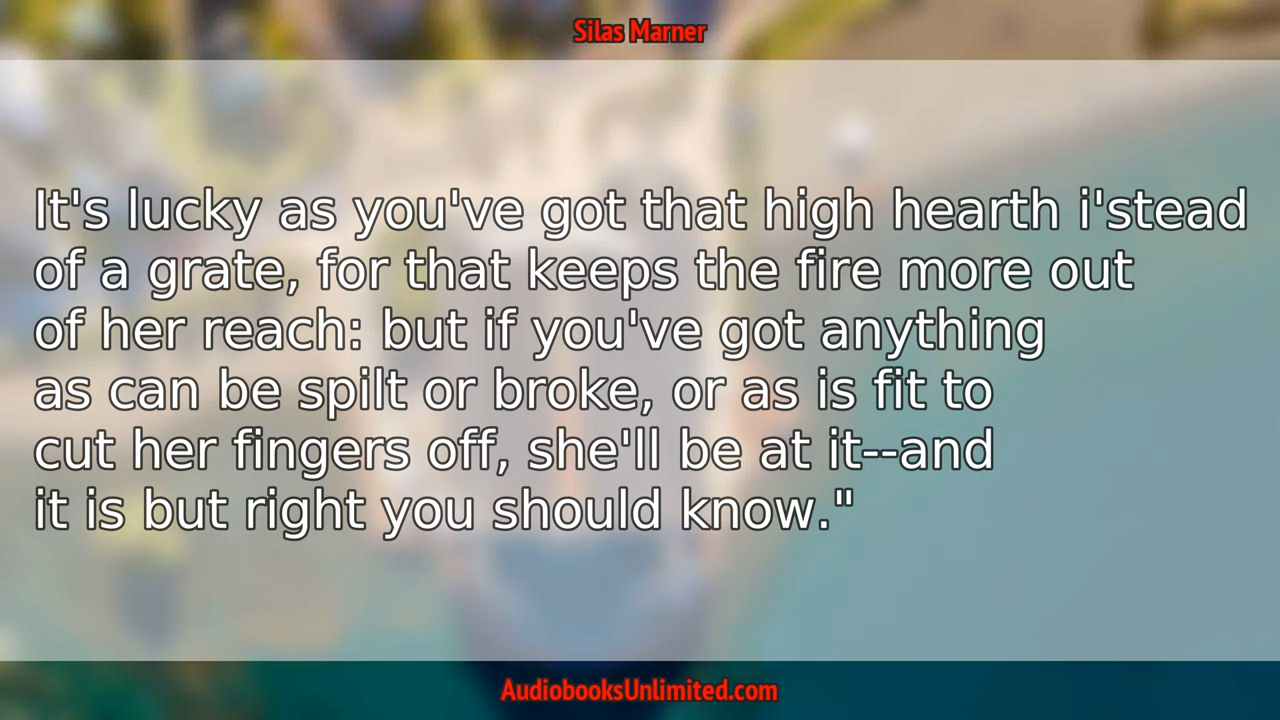 Silas Marner
It's lucky as you've got that high hearth i'stead
of a grate, for that keeps the fire more out
of her reach: but if you've got anything
as can be spilt or broke, or as is fit to
cut her fingers off, she'll be at it--and
it is but right you should know."
AudiobooksUnlimited.com